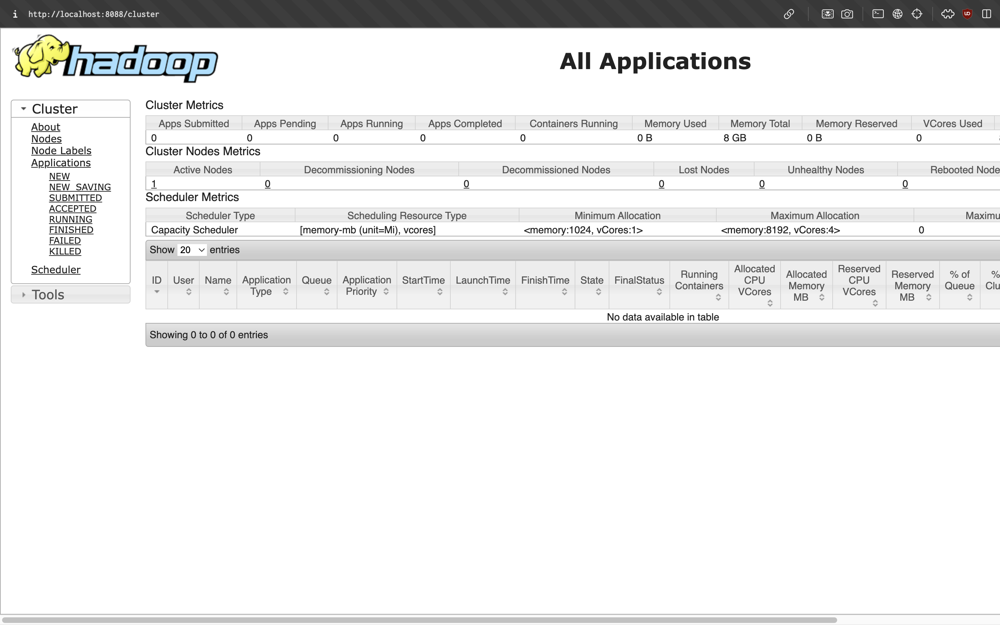 i http://localhost:8088/cluster
hadoop
All Applications
Cluster
About
Nodes
Node Labels
Applications
NEW
NEW_SAVING
SUBMITTED
ACCEPTED
RUNNING
FINISHED
FAILED
KILLED
Scheduler
Tools
Cluster Metrics
Apps Submitted Apps Pending Apps Running Apps Completed Containers Running Memory Used Memory Total Memory Reserved VCores Used
0 0 0 0 0 0 B 8 GB 0 B 0
Cluster Nodes Metrics
Active Nodes Decommissioning Nodes Decommissioned Nodes Lost Nodes Unhealthy Nodes Rebooted Node
1 0 0 0 0 0
Scheduler Metrics
Scheduler Type Scheduling Resource Type Minimum Allocation Maximum Allocation Maximu
Capacity Scheduler [memory-mb (unit=Mi), vcores] <memory:1024, vCores:1> <memory:8192, vCores:4> 0
Show 20 entries
ID User Name Application Type Queue Application Priority StartTime LaunchTime FinishTime State FinalStatus Running Containers Allocated CPU VCores Allocated Memory MB Reserved CPU VCores Reserved Memory MB % of Queue % Clu
No data available in table
Showing 0 to 0 of 0 entries